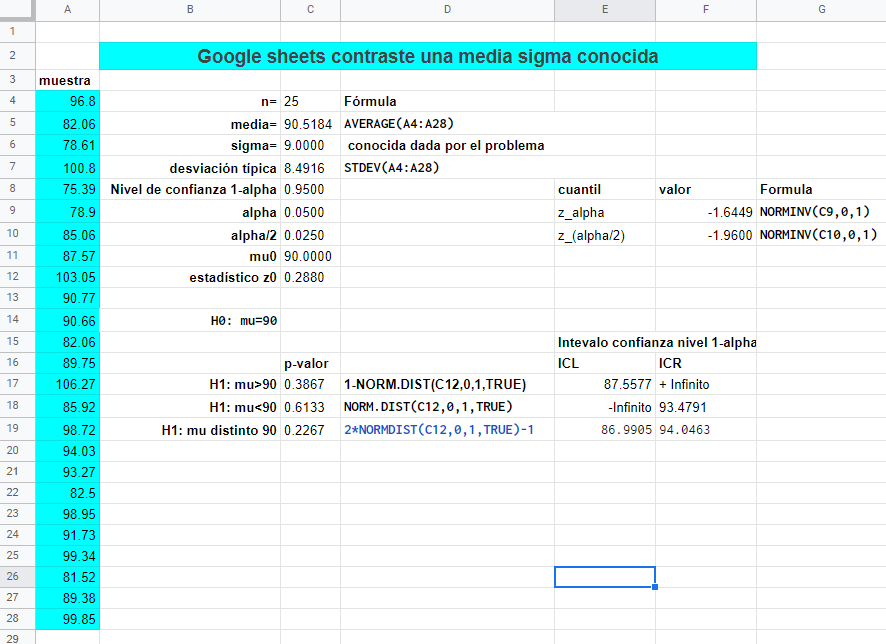 A B C D E F G
1
2 Google sheets contraste una media sigma conocida
3 muestra
4 96.8 n= 25 Fórmula
5 82.06 media= 90.5184 AVERAGE(A4:A28)
6 78.61 sigma= 9.0000 conocida dada por el problema
7 100.8 desviación típica 8.4916 STDEV(A4:A28)
8 75.39 Nivel de confianza 1-alpha 0.9500 cuantil valor Formula
9 78.9 alpha 0.0500 z_alpha -1.6449 NORMINV(C9,0,1)
10 85.06 alpha/2 0.0250 z_(alpha/2) -1.9600 NORMINV(C10,0,1)
11 87.57 mu0 90.0000
12 103.05 estadístico z0 0.2880
13 90.77
14 90.66 H0: mu=90
15 82.06 Intevalo confianza nivel 1-alpha
16 89.75 p-valor ICL ICR
17 106.27 H1: mu>90 0.3867 1-NORM.DIST(C12,0,1,TRUE) 87.5577 + Infinito
18 85.92 H1: mu<90 0.6133 NORM.DIST(C12,0,1,TRUE) -Infinito 93.4791
19 98.72 H1: mu distinto 90 0.2267 2*NORMDIST(C12,0,1,TRUE)-1 86.9905 94.0463
20 94.03
21 93.27
22 82.5
23 98.95
24 91.73
25 99.34
26 81.52
27 89.38
28 99.85
29